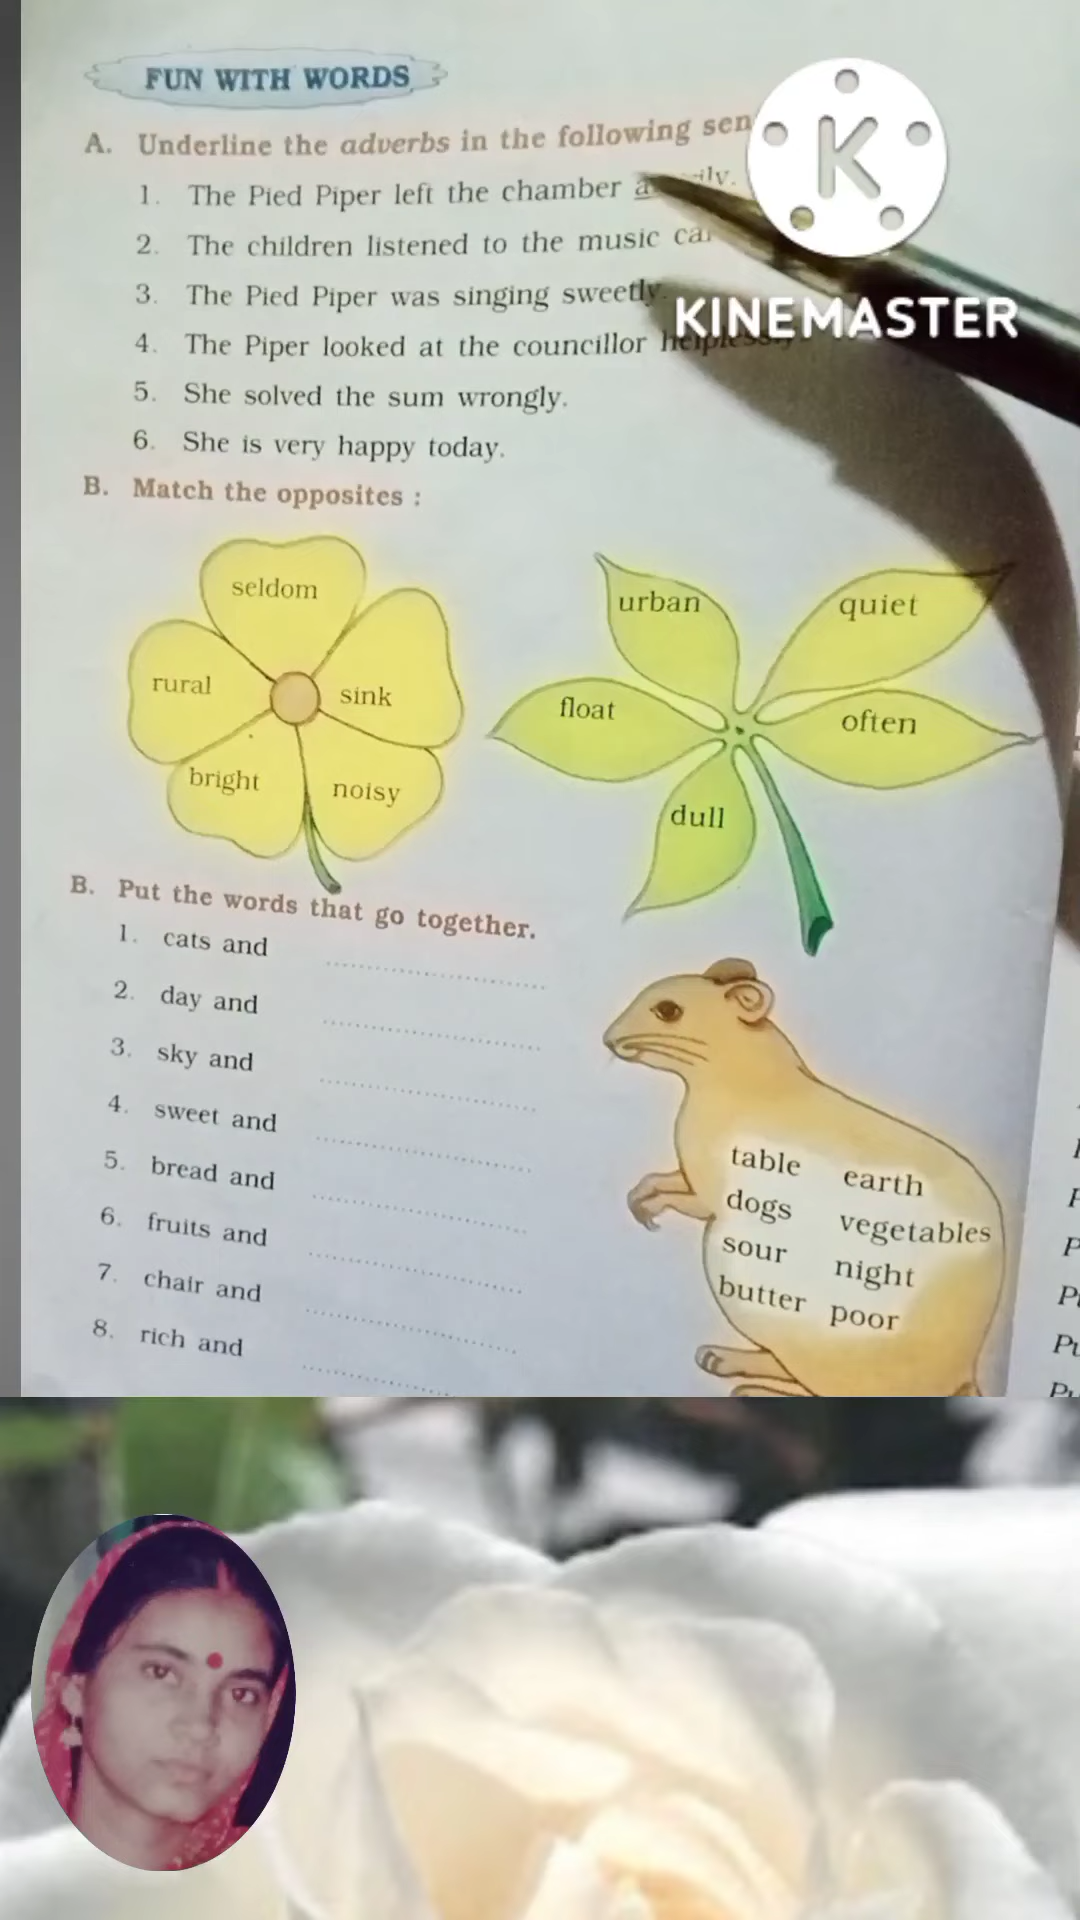 FUN WITH WORDS
A. Underline the adverbs in the following
1. The Pied Piper left the chamber
2. The children listened to the music
3. The Pied Piper was singing sweetly.
4. The Piper looked at the councillor helplessly
5. She solved the sum wrongly.
6. She is very happy today.
B. Match the opposites :
seldom
rural
sink
bright
noisy
urban
quiet
float
often
dull
B. Put the words that go together.
1. cats and
2. day and
3. sky and
4. sweet and
5. bread and
6. fruits and
7. chair and
8. rich and
table earth
dogs vegetables
sour night
butter poor
K
KINEMASTER